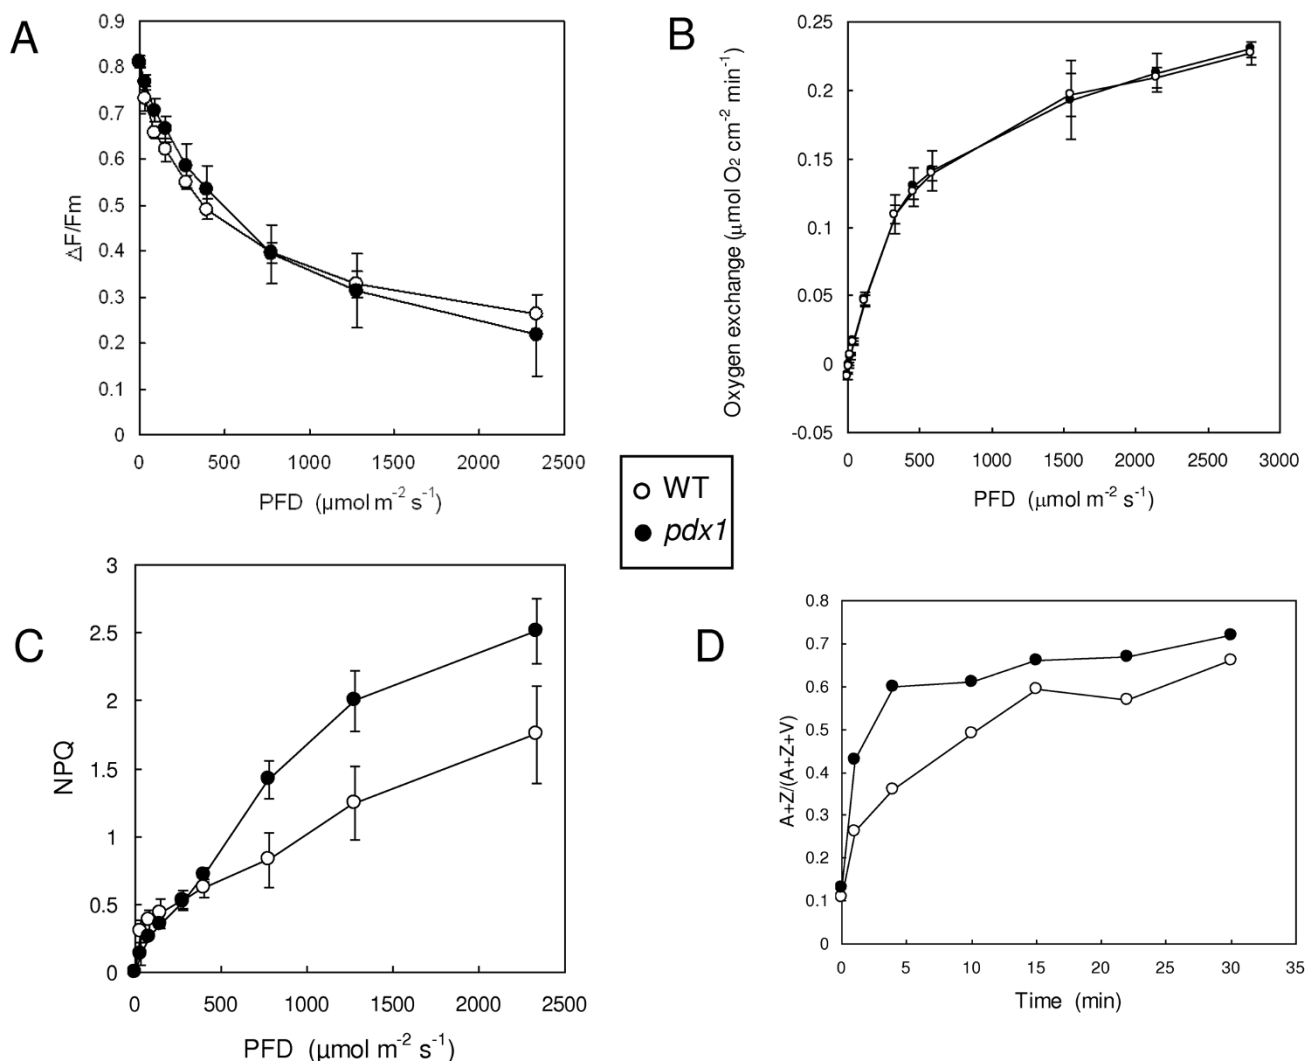 A
ΔF/Fm
0.9
0.8
0.7
0.6
0.5
0.4
0.3
0.2
0.1
0
0 500 1000 1500 2000 2500
PFD (μmol m⁻² s⁻¹)
B
Oxygen exchange (μmol O₂ cm⁻² min⁻¹)
0.25
0.2
0.15
0.1
0.05
0
-0.05
0 500 1000 1500 2000 2500 3000
PFD (μmol m⁻² s⁻¹)
WT
pdx1
C
NPQ
3
2.5
2
1.5
1
0.5
0
0 500 1000 1500 2000 2500
PFD (μmol m⁻² s⁻¹)
D
A+Z/(A+Z+V)
0.8
0.7
0.6
0.5
0.4
0.3
0.2
0.1
0
0 5 10 15 20 25 30 35
Time (min)